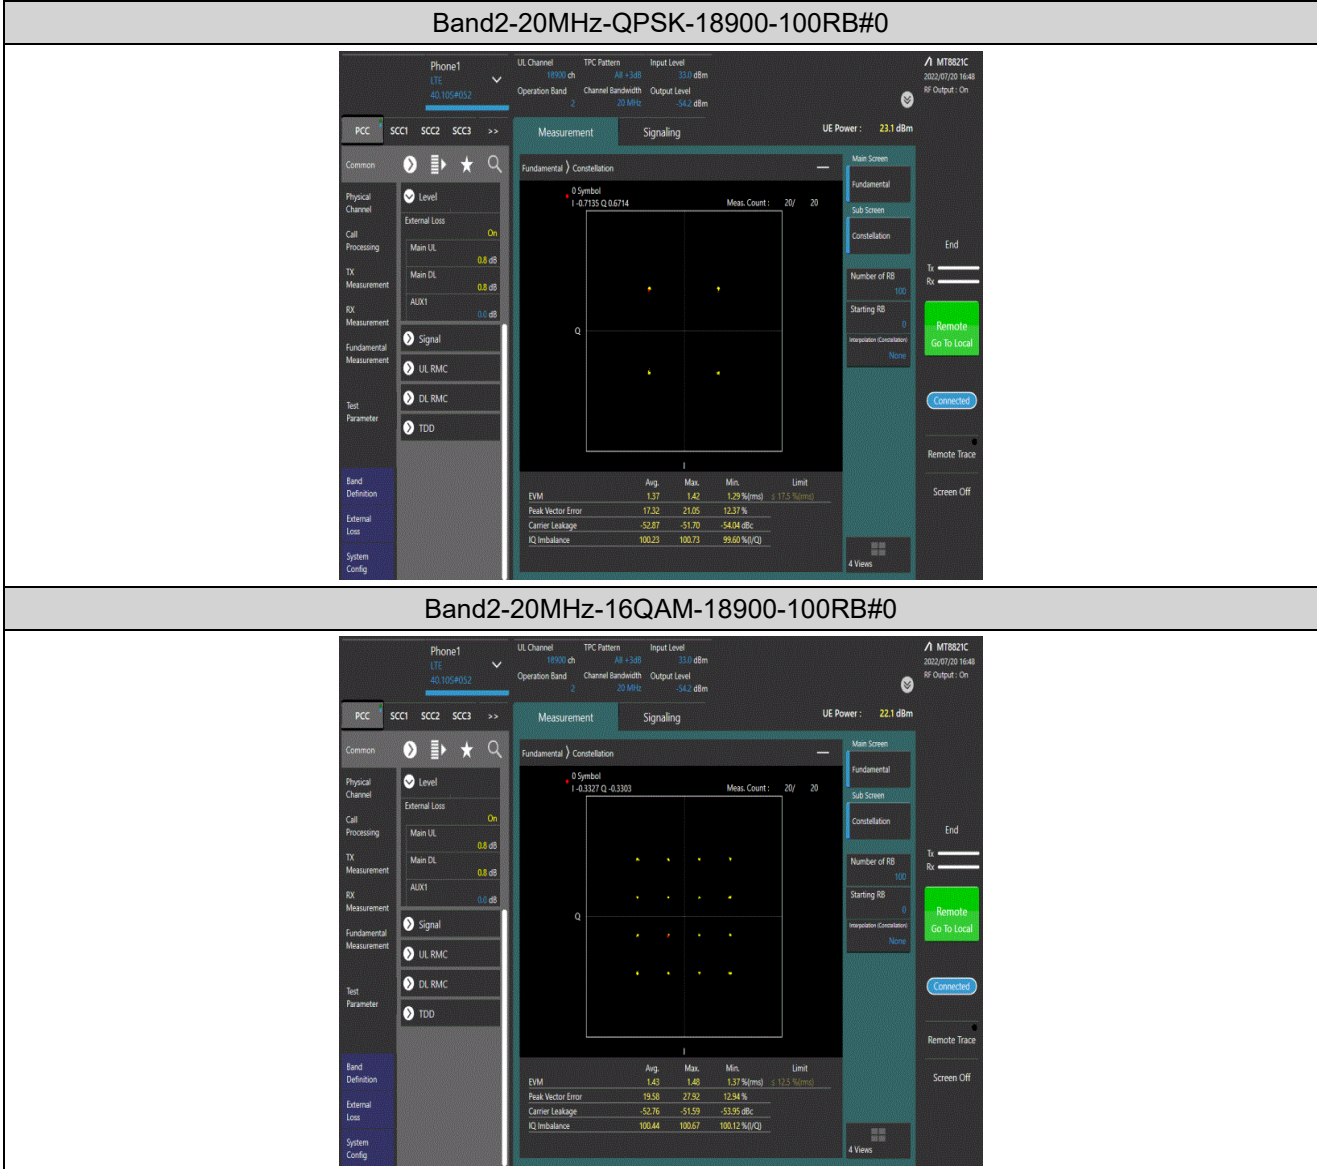 Band2-20MHz-QPSK-18900-100RB#0
Phone1
LTE
40.105#052
UL Channel TPC Pattern Input Level
18900 ch All +3dB 33.0 dBm
Operation Band Channel Bandwidth Output Level
2 20 MHz -54.2 dBm
MT8821C
2022/07/20 16:48
RF Output : On
PCC SCC1 SCC2 SCC3 >>
Measurement Signaling
UE Power : 23.1 dBm
Common
Physical Channel
Call Processing
TX Measurement
RX Measurement
Fundamental Measurement
Test Parameter
Band Definition
External Loss
System Config
Level
External Loss
On
Main UL
0.8 dB
Main DL
0.8 dB
AUX1
0.0 dB
Signal
UL RMC
DL RMC
TDD
Fundamental 〉 Constellation
0 Symbol
I -0.7135 Q 0.6714 Meas. Count : 20/ 20
Q
I
Avg. Max. Min. Limit
EVM 1.37 1.42 1.29 %(rms) ≤ 17.5 %(rms)
Peak Vector Error 17.32 21.05 12.37 %
Carrier Leakage -52.87 -51.70 -54.04 dBc
IQ Imbalance 100.23 100.73 99.60 %(I/Q)
Main Screen
Fundamental
Sub Screen
Constellation
Number of RB
100
Starting RB
0
Interpolation (Constellation)
None
4 Views
End
Tx
Rx
Remote
Go To Local
Connected
Remote Trace
Screen Off
Band2-20MHz-16QAM-18900-100RB#0
Phone1
LTE
40.105#052
UL Channel TPC Pattern Input Level
18900 ch All +3dB 33.0 dBm
Operation Band Channel Bandwidth Output Level
2 20 MHz -54.2 dBm
MT8821C
2022/07/20 16:48
RF Output : On
PCC SCC1 SCC2 SCC3 >>
Measurement Signaling
UE Power : 22.1 dBm
Common
Physical Channel
Call Processing
TX Measurement
RX Measurement
Fundamental Measurement
Test Parameter
Band Definition
External Loss
System Config
Level
External Loss
On
Main UL
0.8 dB
Main DL
0.8 dB
AUX1
0.0 dB
Signal
UL RMC
DL RMC
TDD
Fundamental 〉 Constellation
0 Symbol
I -0.3327 Q -0.3303 Meas. Count : 20/ 20
Q
I
Avg. Max. Min. Limit
EVM 1.43 1.48 1.37 %(rms) ≤ 12.5 %(rms)
Peak Vector Error 19.58 27.92 12.94 %
Carrier Leakage -52.76 -51.59 -53.95 dBc
IQ Imbalance 100.44 100.67 100.12 %(I/Q)
Main Screen
Fundamental
Sub Screen
Constellation
Number of RB
100
Starting RB
0
Interpolation (Constellation)
None
4 Views
End
Tx
Rx
Remote
Go To Local
Connected
Remote Trace
Screen Off